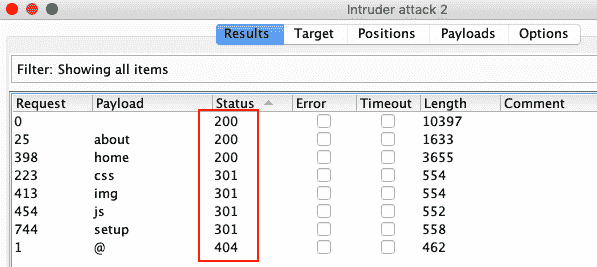 Intruder attack 2
Results Target Positions Payloads Options
Filter: Showing all items
Request Payload Status Error Timeout Length Comment
0 200 10397
25 about 200 1633
398 home 200 3655
223 css 301 554
413 img 301 554
454 js 301 552
744 setup 301 558
1 @ 404 462